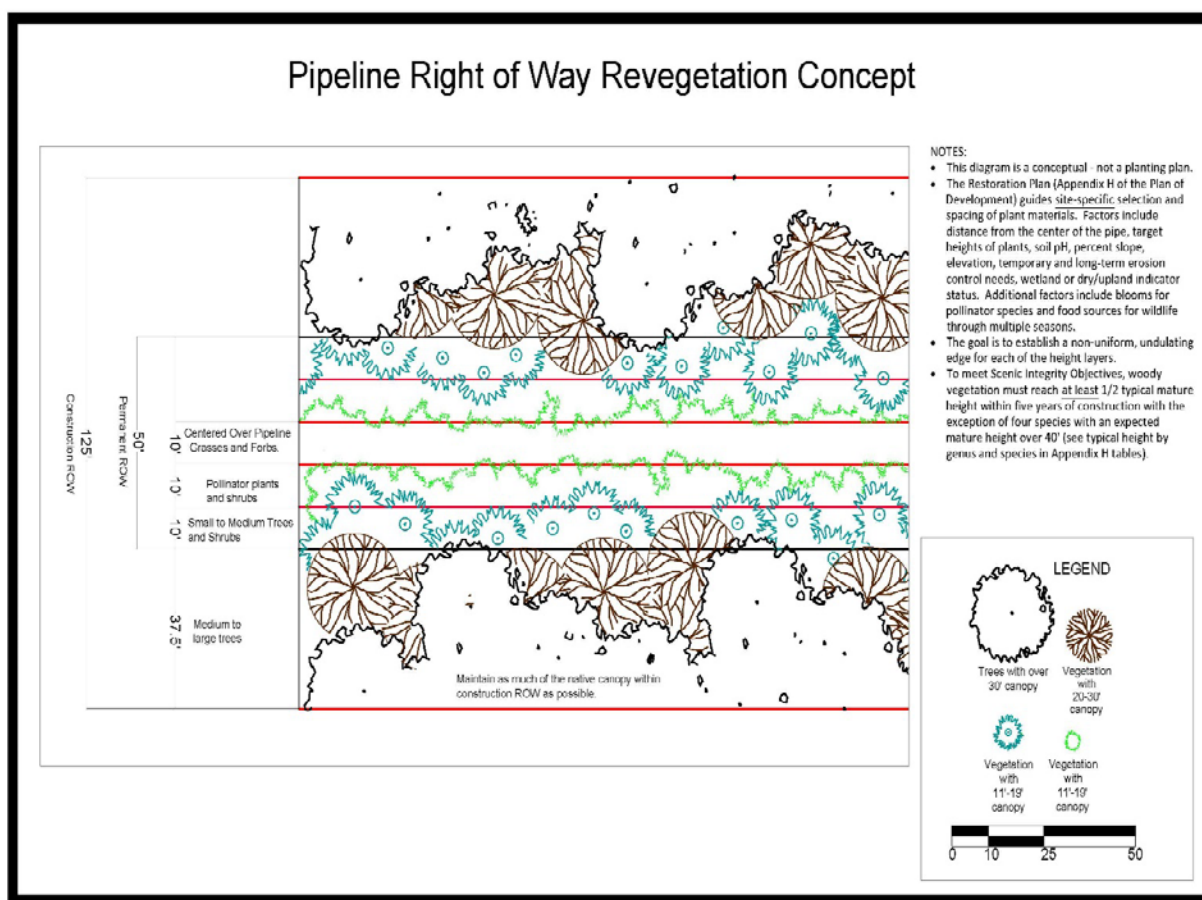 Pipeline Right of Way Revegetation Concept
NOTES:
• This diagram is a conceptual - not a planting plan.
• The Restoration Plan (Appendix H of the Plan of
Development) guides site-specific selection and
spacing of plant materials. Factors include
distance from the center of the pipe, target
heights of plants, soil pH, percent slope,
elevation, temporary and long-term erosion
control needs, wetland or dry/upland indicator
status. Additional factors include blooms for
pollinator species and food sources for wildlife
through multiple seasons.
• The goal is to establish a non-uniform, undulating
edge for each of the height layers.
• To meet Scenic Integrity Objectives, woody
vegetation must reach at least 1/2 typical mature
height within five years of construction with the
exception of four species with an expected
mature height over 40' (see typical height by
genus and species in Appendix H tables).
125'
Construction ROW
50'
Permanent ROW
10'
Centered Over Pipeline
Grosses and Forbs.
10'
Pollinator plants
and shrubs
10'
Small to Medium Trees
and Shrubs
37.5'
Medium to
large trees
Maintain as much of the native canopy within
construction ROW as possible.
LEGEND
Trees with over
30' canopy
Vegetation
with
20-30'
canopy
Vegetation
with
11'-19'
canopy
Vegetation
with
11'-19'
canopy
0 10 25 50